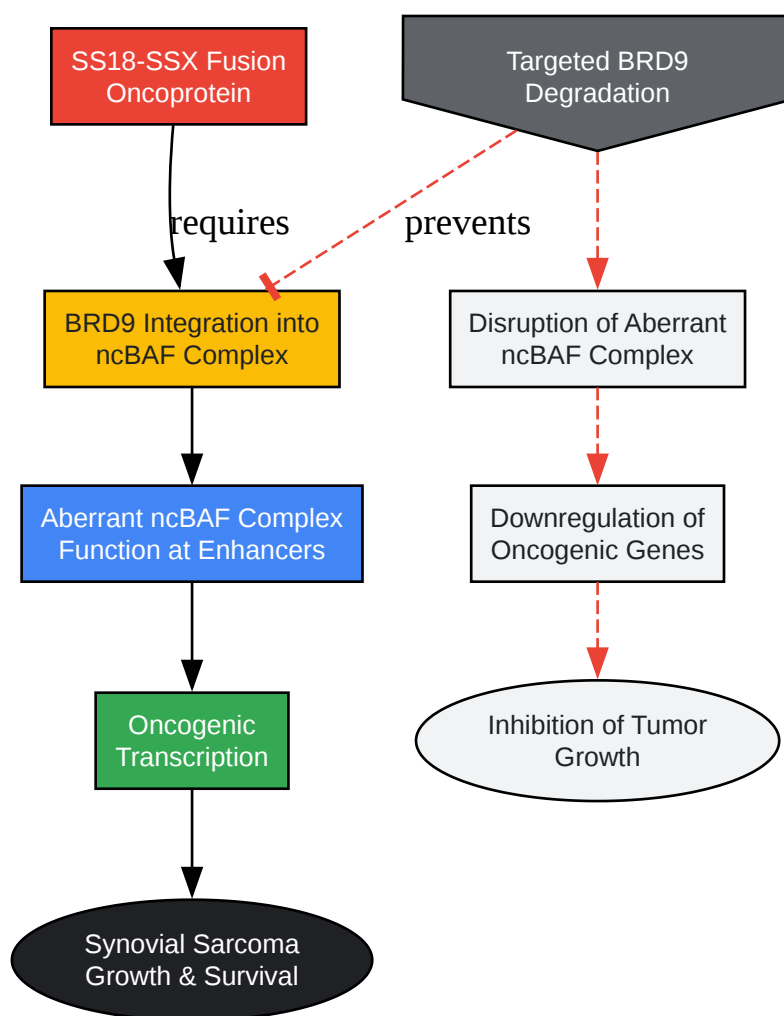 SS18-SSX Fusion
Oncoprotein
Targeted BRD9
Degradation
requires
prevents
BRD9 Integration into
ncBAF Complex
Disruption of Aberrant
ncBAF Complex
Aberrant ncBAF Complex
Function at Enhancers
Downregulation of
Oncogenic Genes
Oncogenic
Transcription
Inhibition of Tumor
Growth
Synovial Sarcoma
Growth & Survival